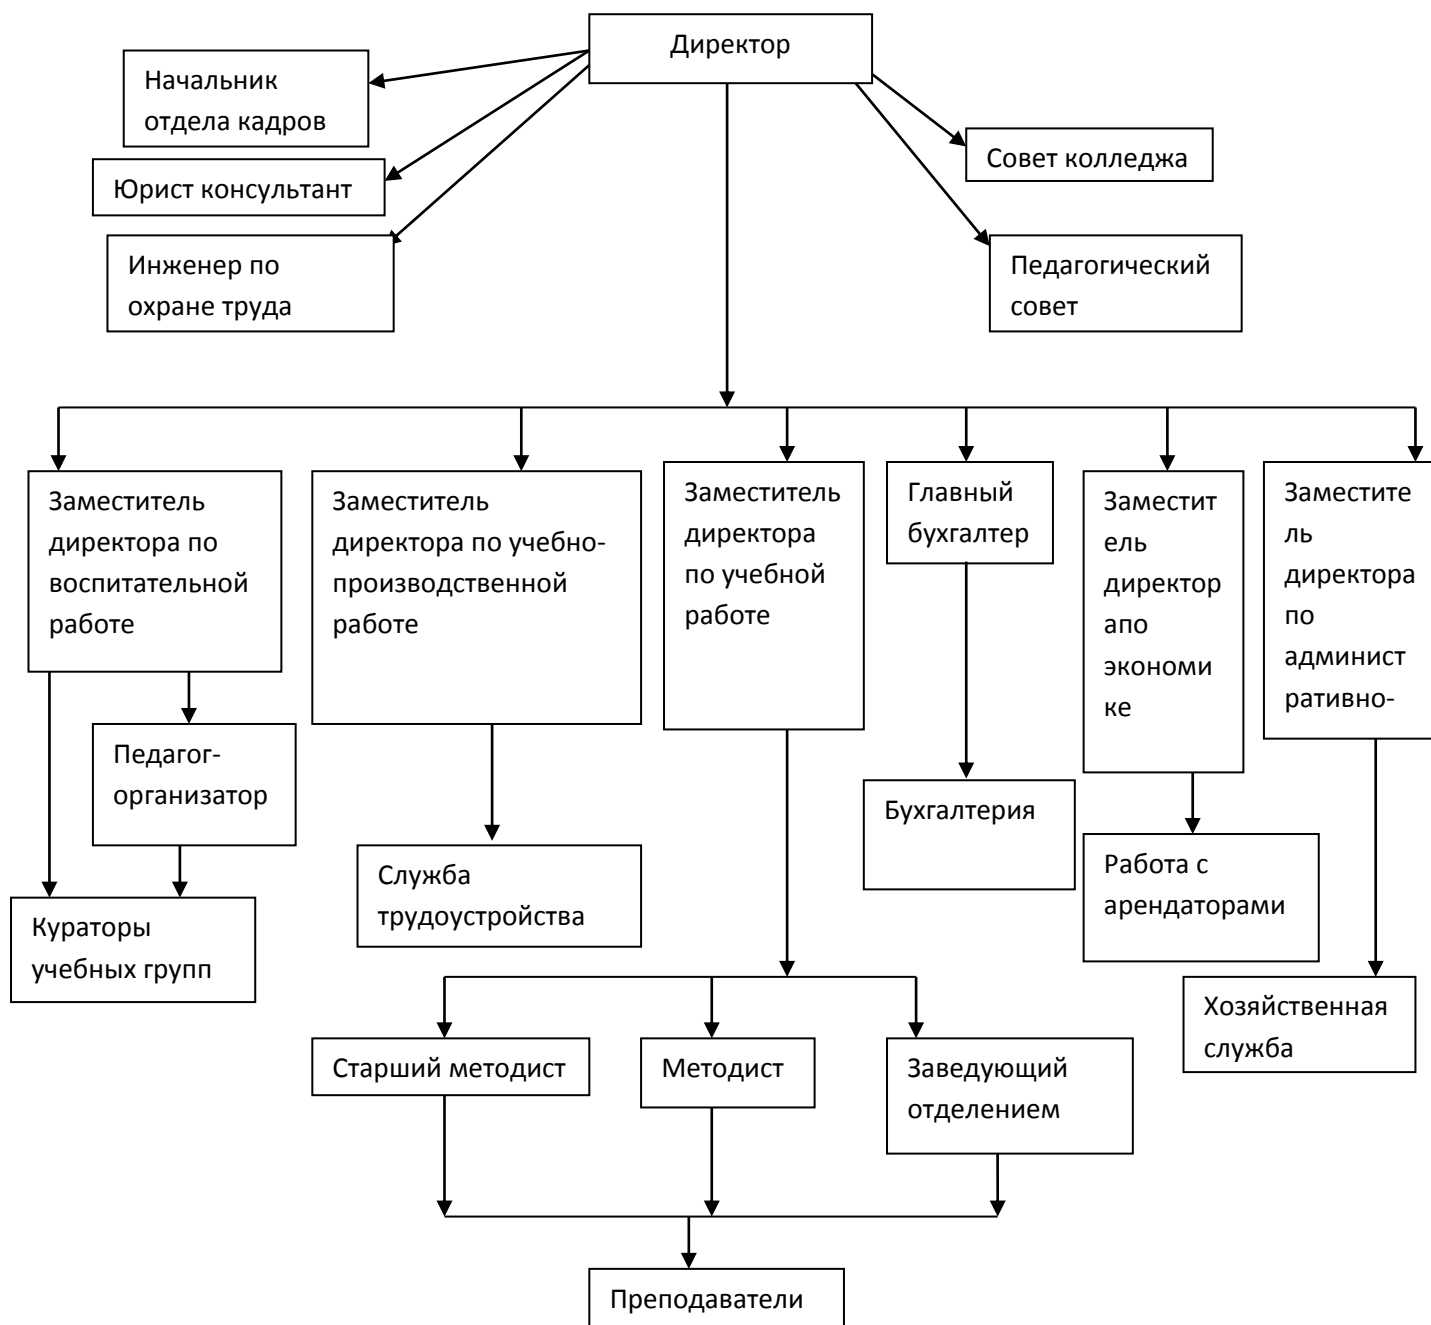 Директор
Начальник
отдела кадров
Юрист консультант
Инженер по
охране труда
Совет колледжа
Педагогический
совет
Заместитель
директора по
воспитательной
работе
Заместитель
директора по учебно-
производственной
работе
Заместитель
директора
по учебной
работе
Главный
бухгалтер
Заместит
ель
директор
апо
экономи
ке
Заместите
ль
директора
по
админист
ративно-
Педагог-
организатор
Бухгалтерия
Служба
трудоустройства
Работа с
арендаторами
Кураторы
учебных групп
Хозяйственная
служба
Старший методист
Методист
Заведующий
отделением
Преподаватели